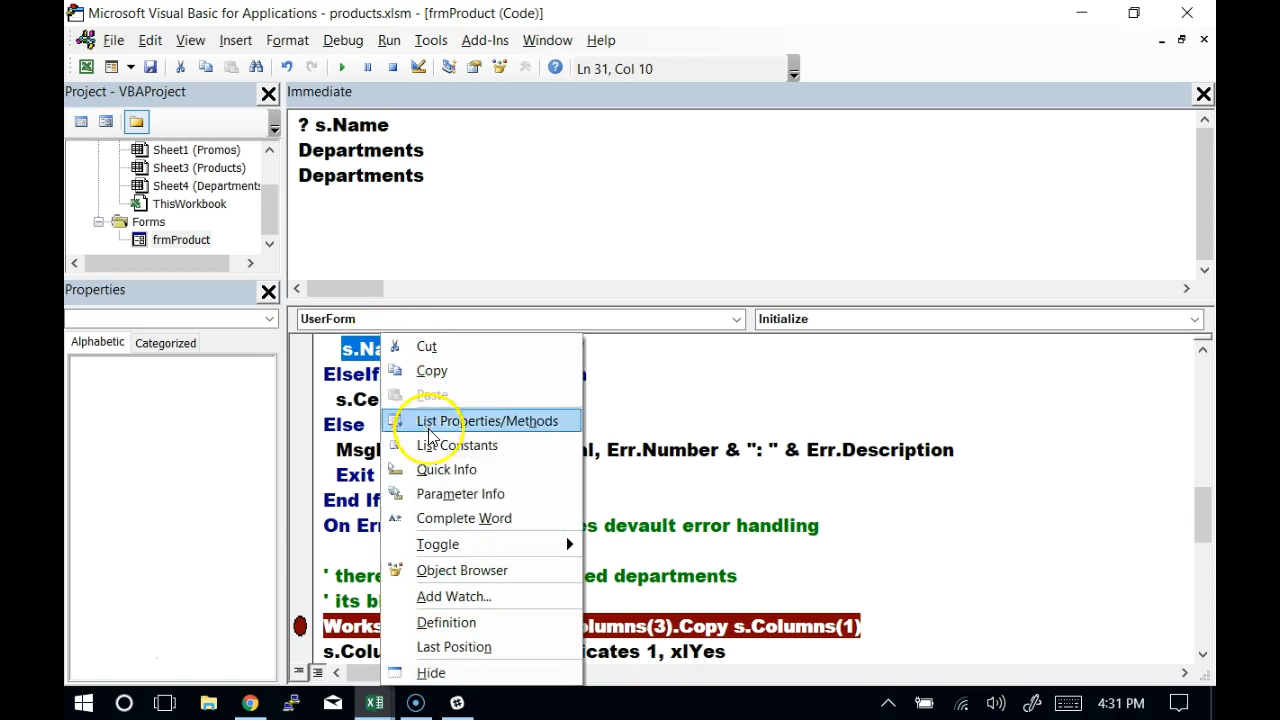 Microsoft Visual Basic for Applications - products.xlsm - [frmProduct (Code)]
File Edit View Insert Format Debug Run Tools Add-Ins Window Help
Ln 31, Col 10
Project - VBAProject
Sheet1 (Promos)
Sheet3 (Products)
Sheet4 (Departments
ThisWorkbook
Forms
frmProduct
Properties
Alphabetic Categorized
Immediate
? s.Name
Departments
Departments
UserForm Initialize
s.Na
ElseIf
s.Ce
Else
Msg l, Err.Number & ": " & Err.Description
Exit
End If
On Err es devault error handling
' there ed departments
' its b
Works olumns(3).Copy s.Columns(1)
s.Colu icates 1, xlYes
Cut
Copy
Paste
List Properties/Methods
List Constants
Quick Info
Parameter Info
Complete Word
Toggle
Object Browser
Add Watch...
Definition
Last Position
Hide
4:31 PM